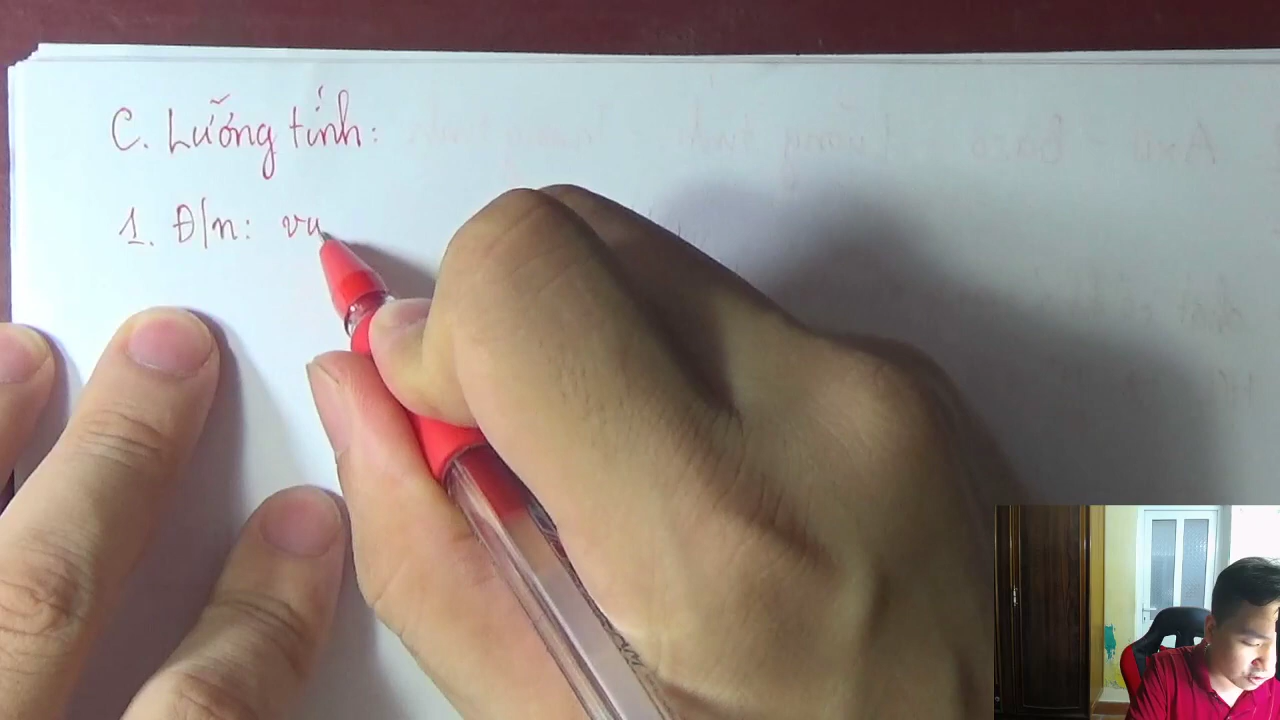 C. Lưỡng tính:
1. Đ/n: vừ